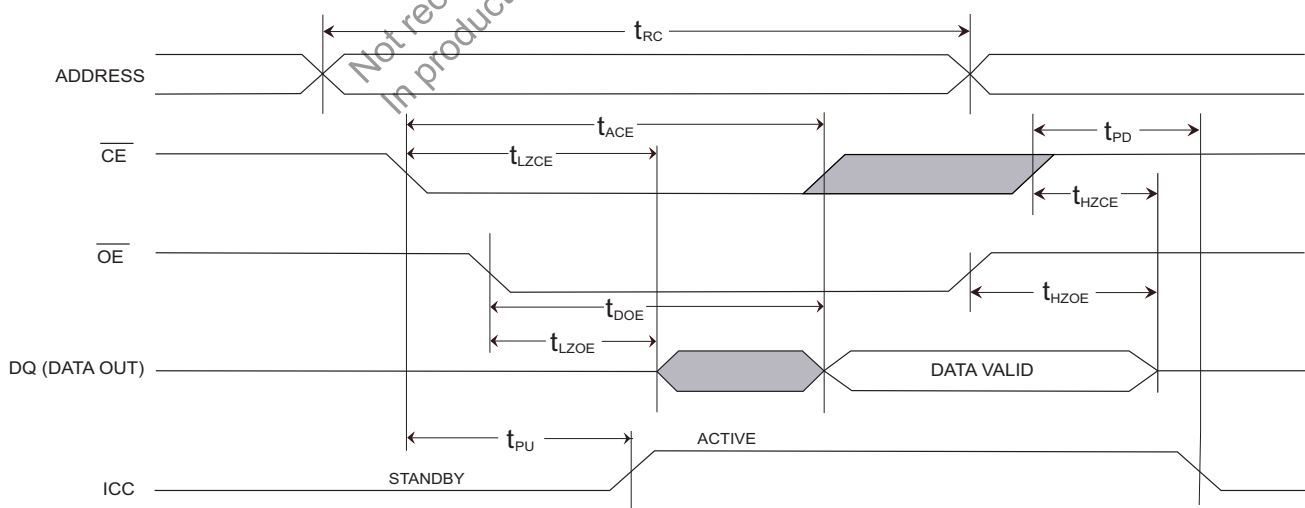 Not rec
In product
tRC
ADDRESS
tACE
tPD
CE
tLZCE
tHZCE
OE
tHZOE
tDOE
tLZOE
DQ (DATA OUT)
DATA VALID
tPU
ACTIVE
STANDBY
ICC